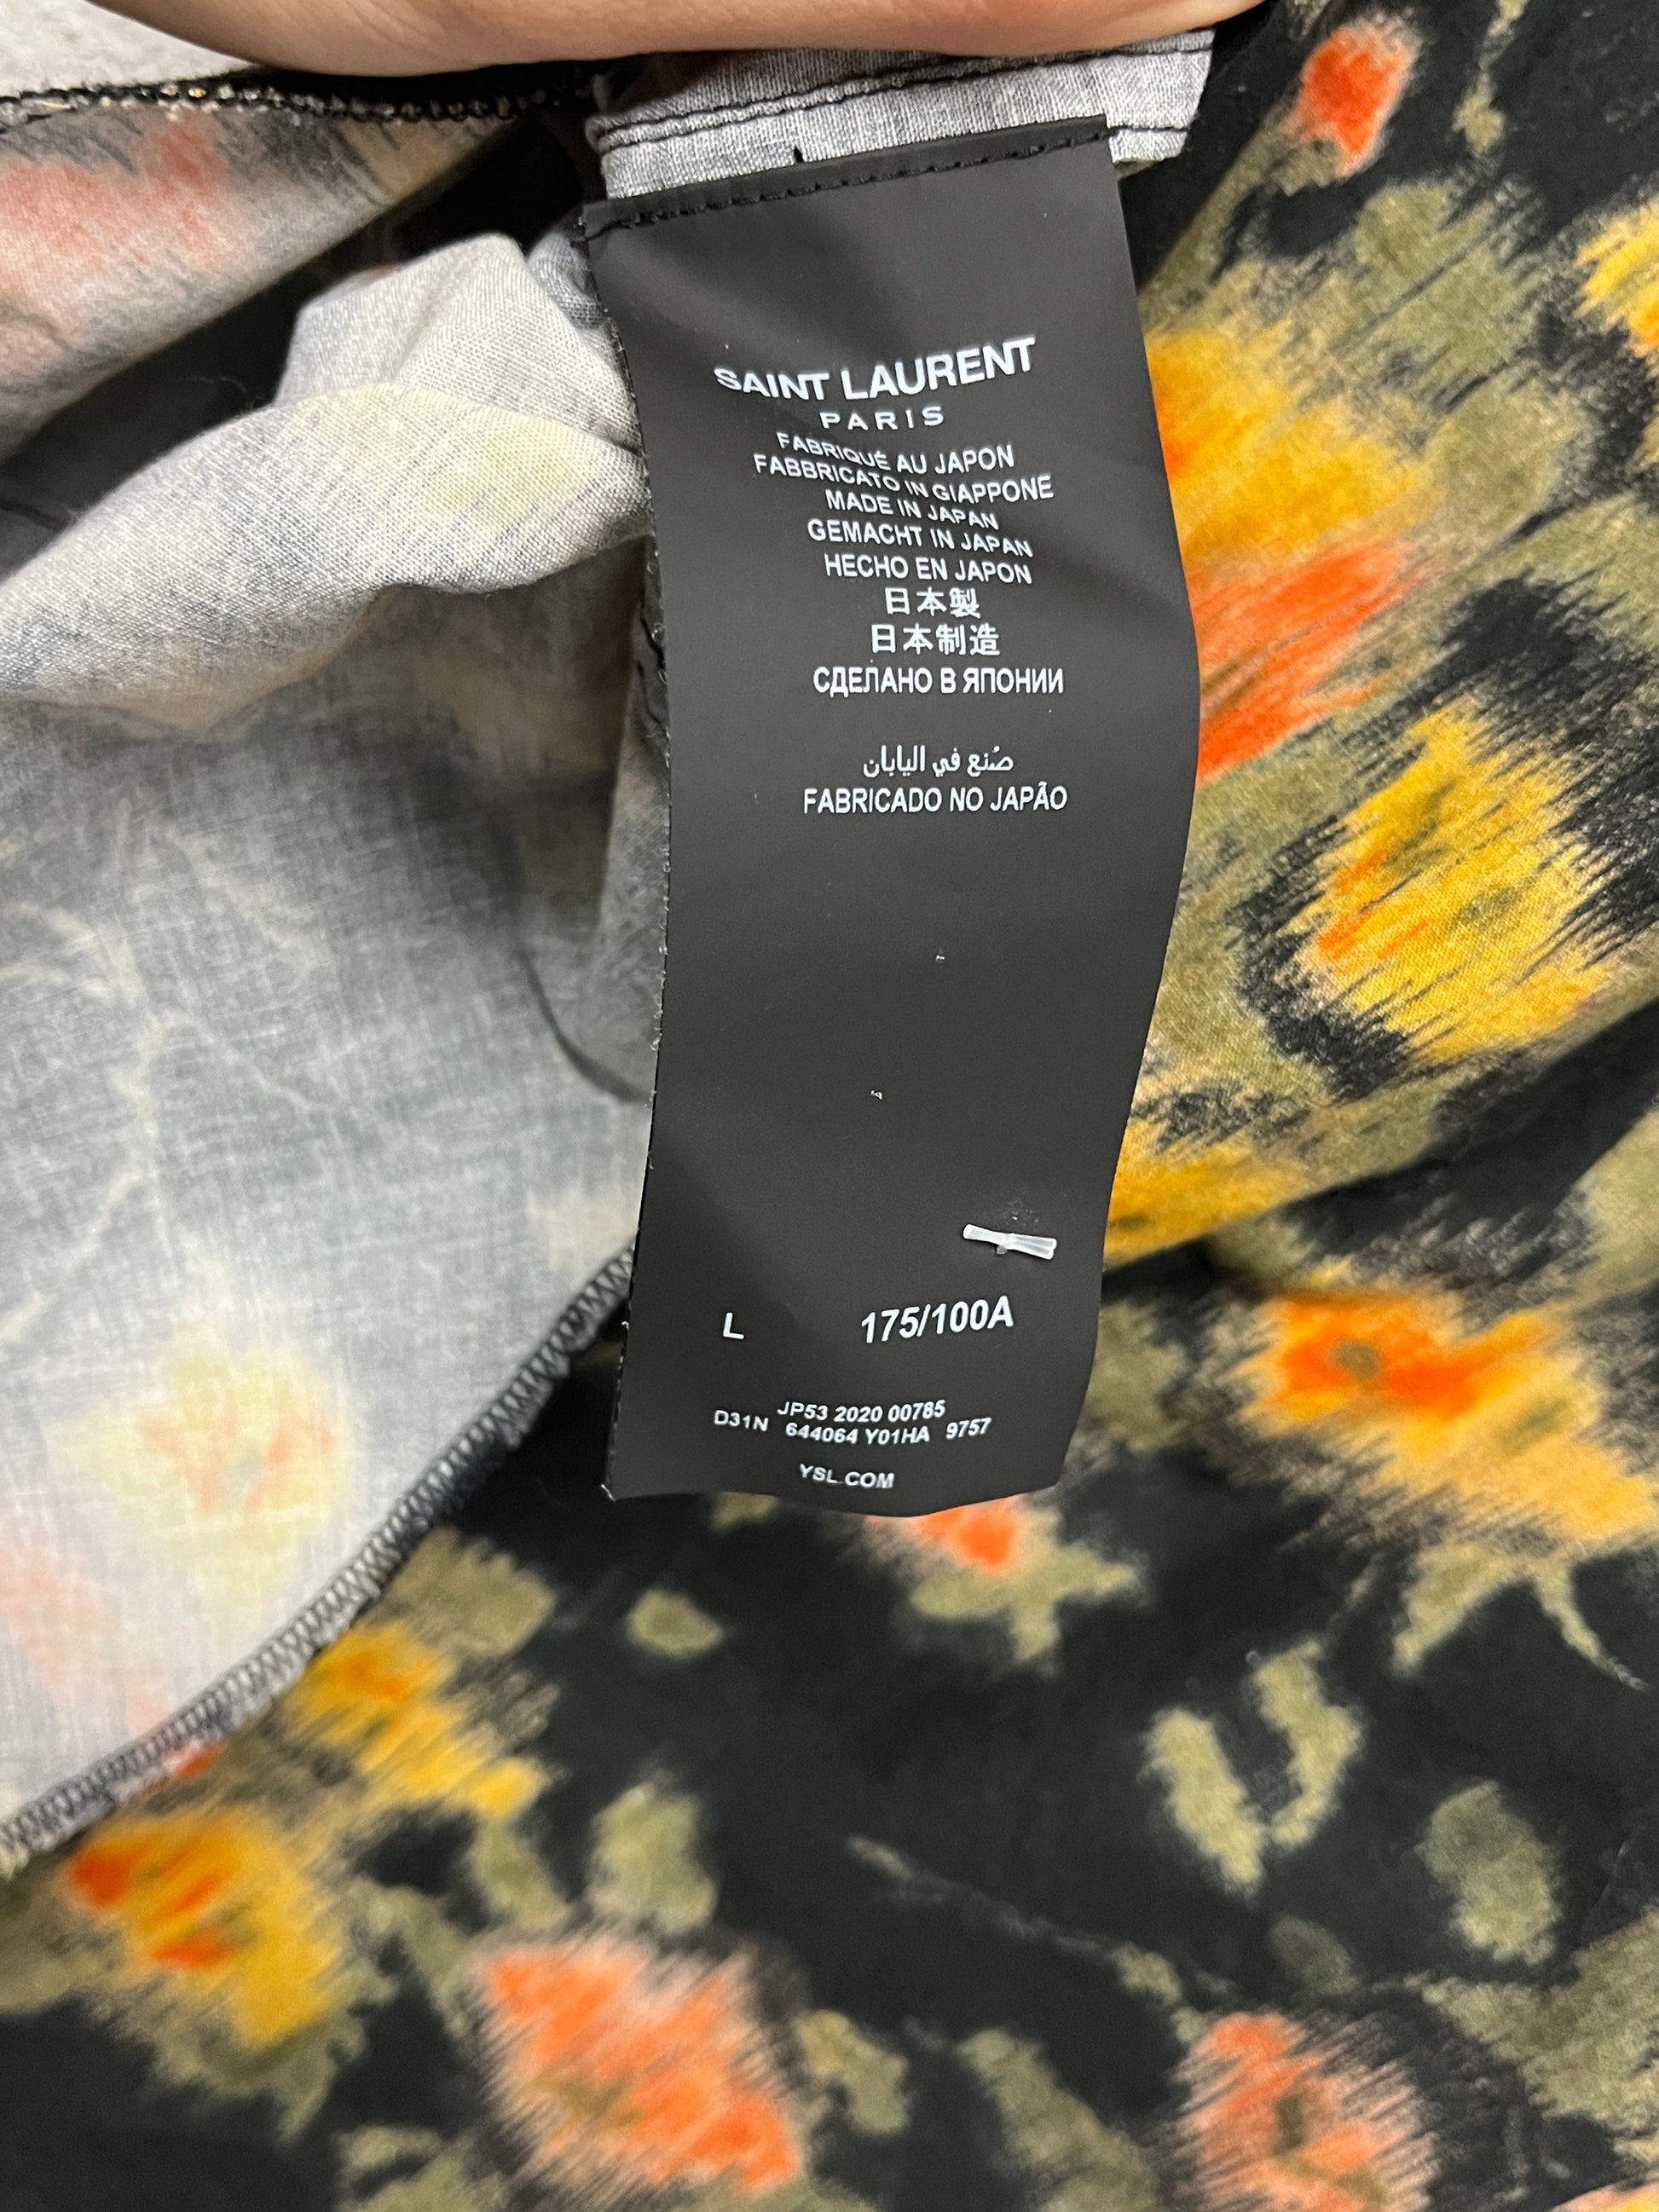 SAINT LAURENT
PARIS
FABRIQUÉ AU JAPON
FABBRICATO IN GIAPPONE
MADE IN JAPAN
GEMACHT IN JAPAN
HECHO EN JAPON
日本製
日本制造
СДЕЛАНО В ЯПОНИИ
صُنع في اليابان
FABRICADO NO JAPÃO
L 175/100A
JP53 2020 00785
D31N 644064 Y01HA 9757
YSL.COM